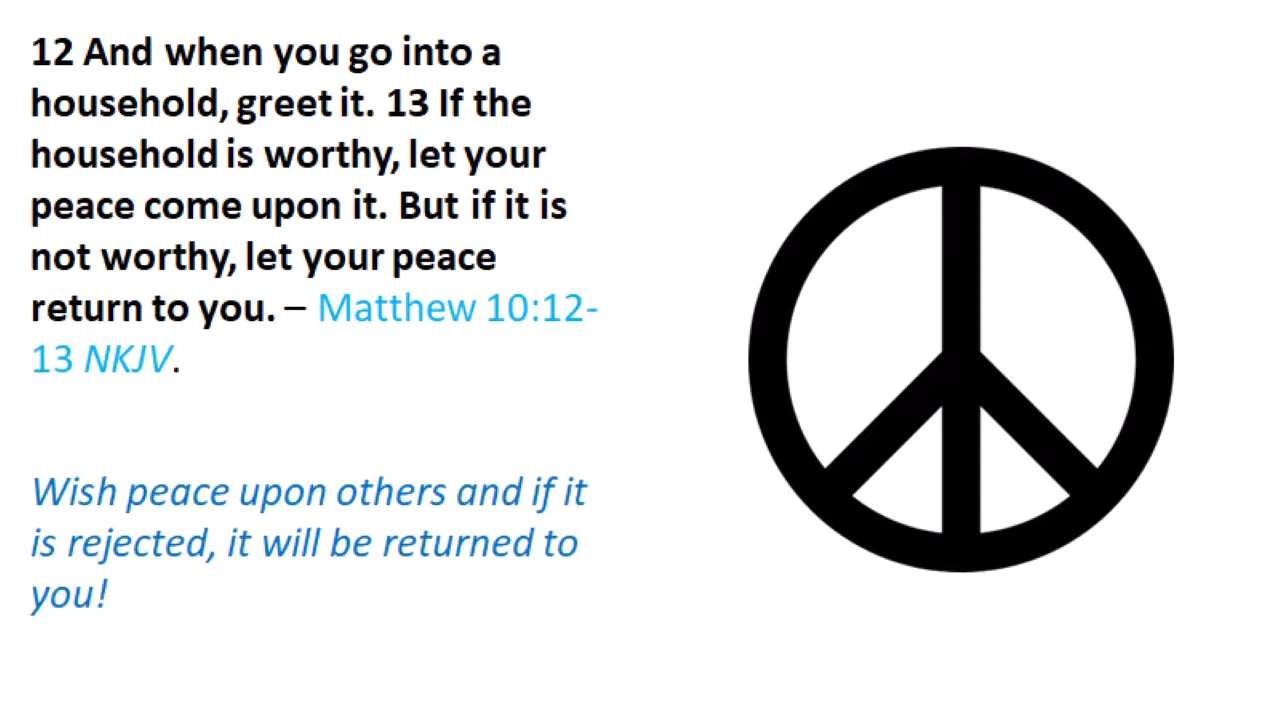 12 And when you go into a
household, greet it. 13 If the
household is worthy, let your
peace come upon it. But if it is
not worthy, let your peace
return to you. – Matthew 10:12-
13 NKJV.
Wish peace upon others and if it
is rejected, it will be returned to
you!